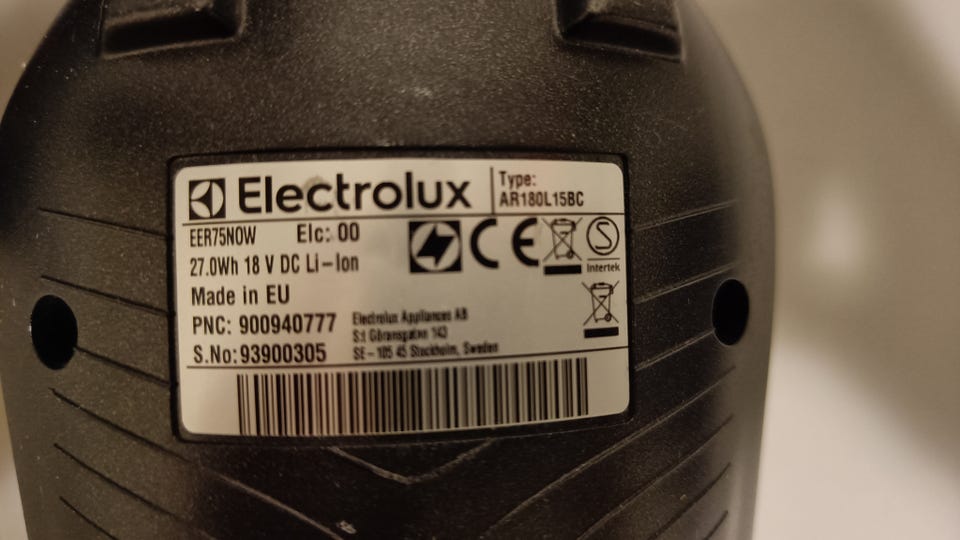 Electrolux
Type:
AR180L15BC
EER75NOW Elc: 00
27.0Wh 18 V DC Li-Ion
Made in EU
PNC: 900940777
S.No: 93900305
Electrolux Appliances AB
S:t Göransgatan 143
SE-105 45 Stockholm, Sweden
CE
S
Intertek